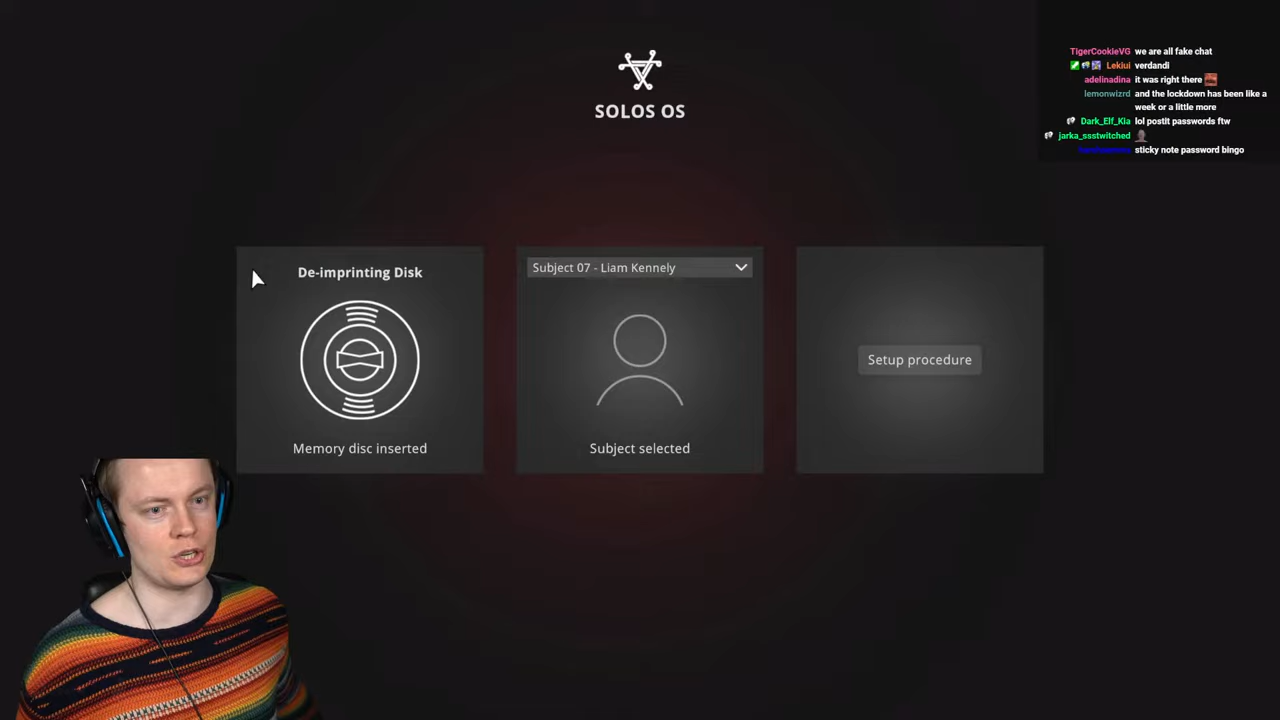 SOLOS OS
De-imprinting Disk
Memory disc inserted
Subject 07 - Liam Kennely
Subject selected
Setup procedure
TigerCookieVG we are all fake chat
Lekiui verdandi
adelinadina it was right there
lemonwizrd and the lockdown has been like a
week or a little more
Dark_Elf_Kia lol postit passwords ftw
jarka_ssstwitched
sticky note password bingo